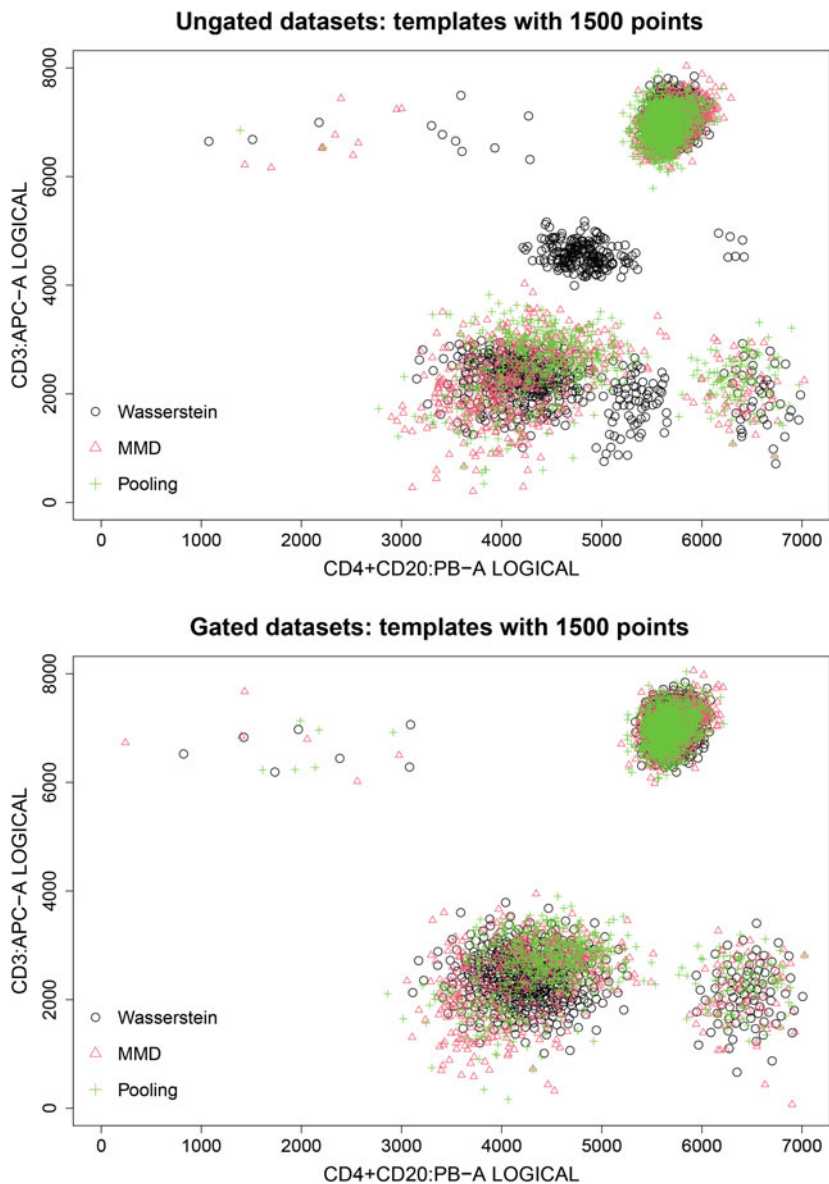 Ungated datasets: templates with 1500 points
8000
6000
4000
2000
0
CD3:APC−A LOGICAL
Wasserstein
MMD
Pooling
0 1000 2000 3000 4000 5000 6000 7000
CD4+CD20:PB−A LOGICAL
Gated datasets: templates with 1500 points
8000
6000
4000
2000
0
CD3:APC−A LOGICAL
Wasserstein
MMD
Pooling
0 1000 2000 3000 4000 5000 6000 7000
CD4+CD20:PB−A LOGICAL